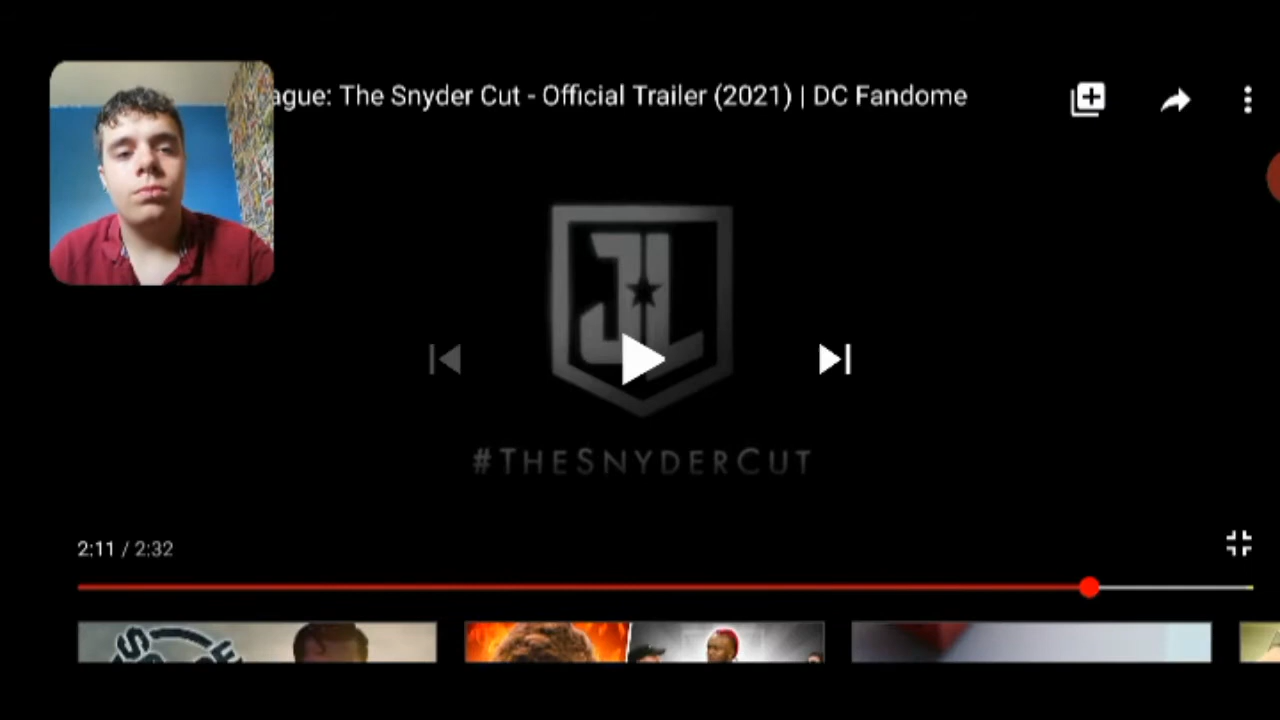 ague: The Snyder Cut - Official Trailer (2021) | DC Fandome
JL
#THESNYDERCUT
2:11 / 2:32